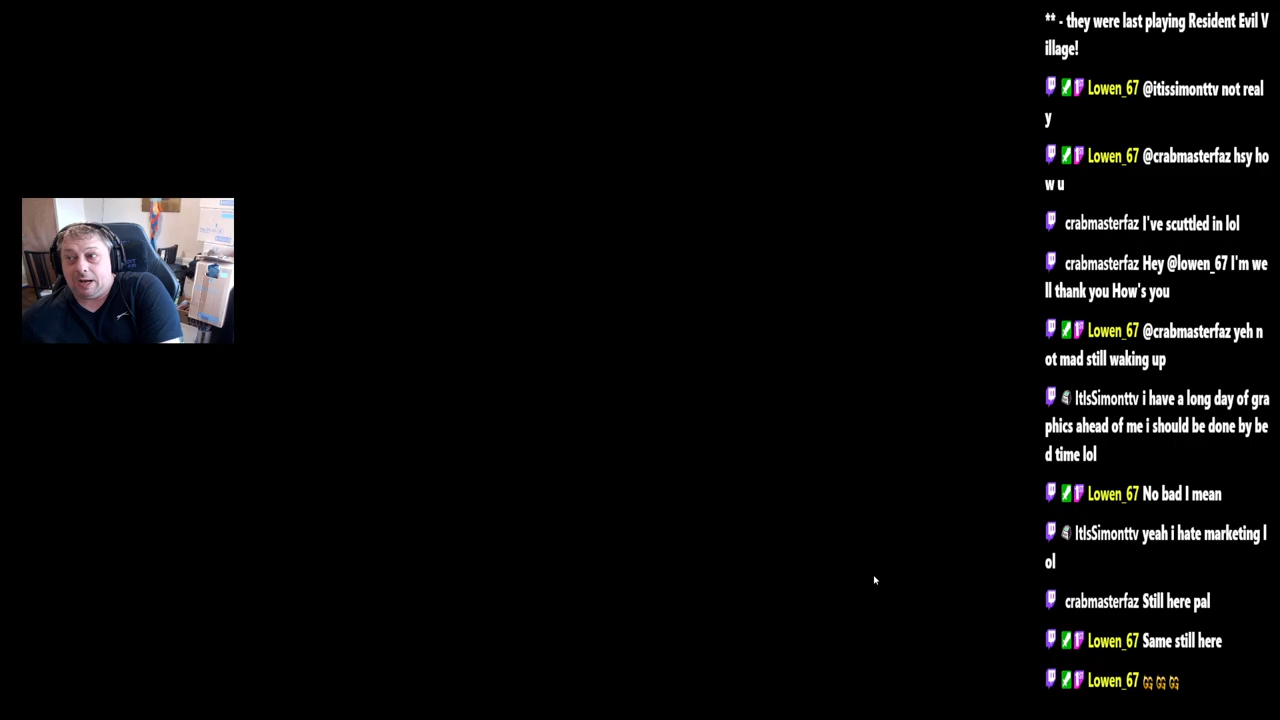 ** - they were last playing Resident Evil V
illage!
Lowen_67 @itissimonttv not real
y
Lowen_67 @crabmasterfaz hsy ho
w u
crabmasterfaz I've scuttled in lol
crabmasterfaz Hey @lowen_67 I'm we
ll thank you How's you
Lowen_67 @crabmasterfaz yeh n
ot mad still waking up
ItIsSimonttv i have a long day of gra
phics ahead of me i should be done by be
d time lol
Lowen_67 No bad I mean
ItIsSimonttv yeah i hate marketing l
ol
crabmasterfaz Still here pal
Lowen_67 Same still here
Lowen_67